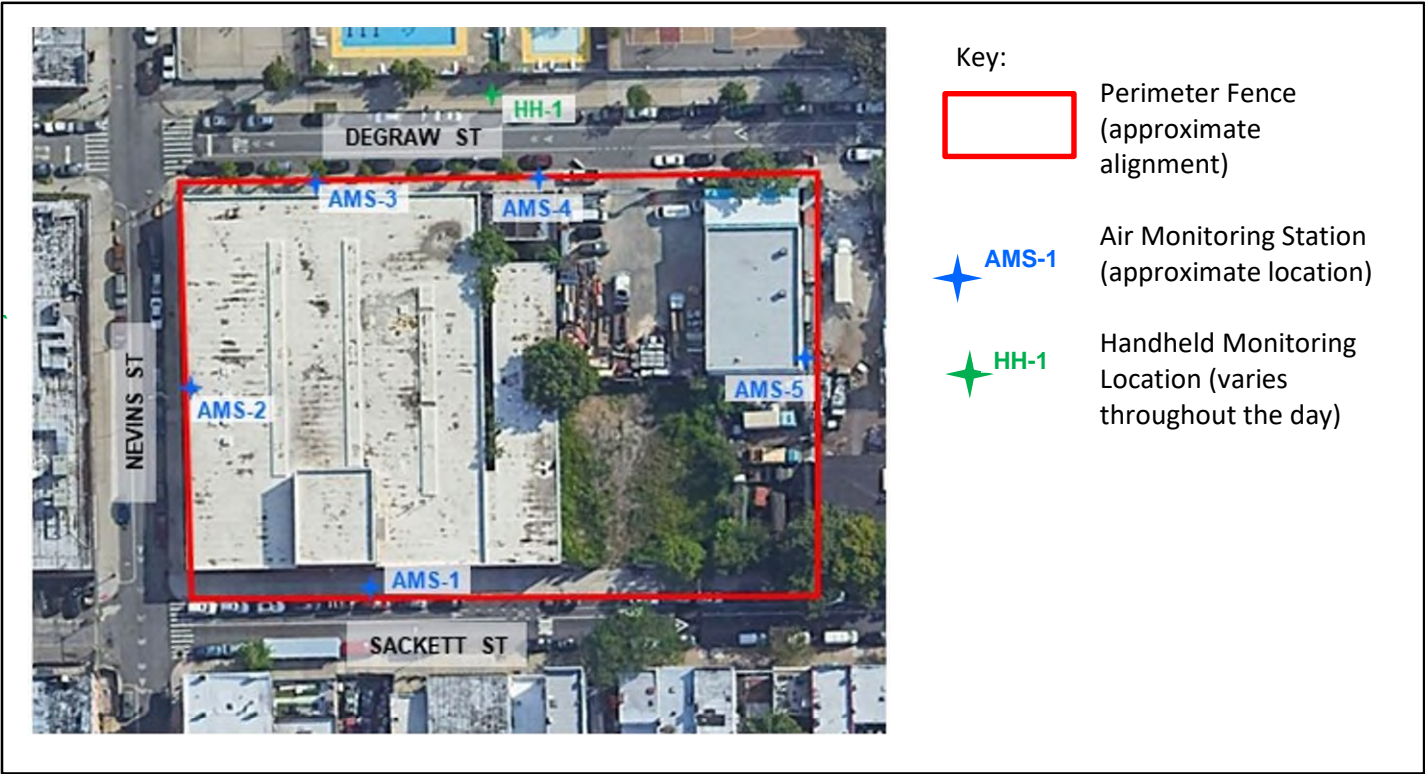 HH-1
DEGRAW ST
AMS-3
AMS-4
NEVINS ST
AMS-2
AMS-5
AMS-1
SACKETT ST
Key:
Perimeter Fence
(approximate
alignment)
AMS-1
Air Monitoring Station
(approximate location)
HH-1
Handheld Monitoring
Location (varies
throughout the day)